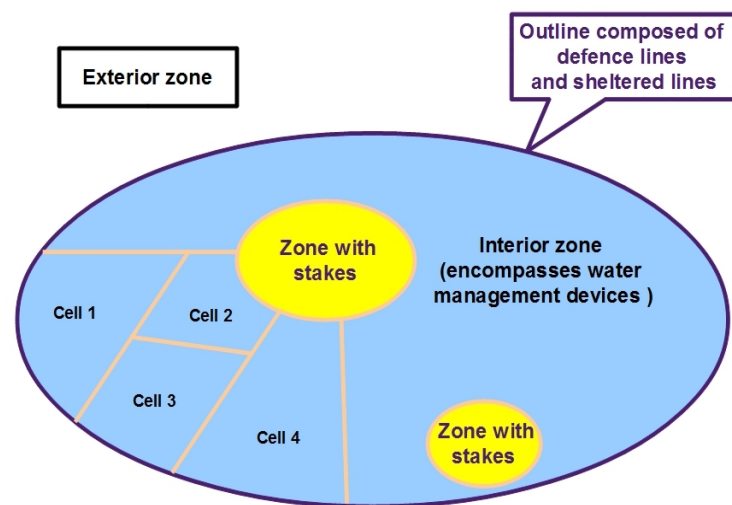 Outline composed of
defence lines
and sheltered lines
Exterior zone
Zone with
stakes
Interior zone
(encompasses water
management devices )
Cell 1
Cell 2
Cell 3
Cell 4
Zone with
stakes